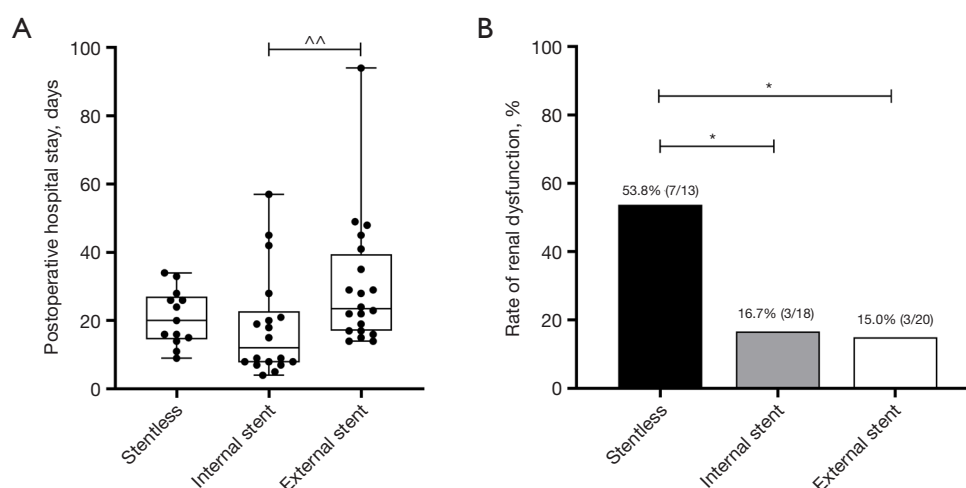 A
Postoperative hospital stay, days
100
80
60
40
20
0
^^
Stentless
Internal stent
External stent
B
Rate of renal dysfunction, %
100
80
60
40
20
0
*
*
53.8% (7/13)
16.7% (3/18)
15.0% (3/20)
Stentless
Internal stent
External stent